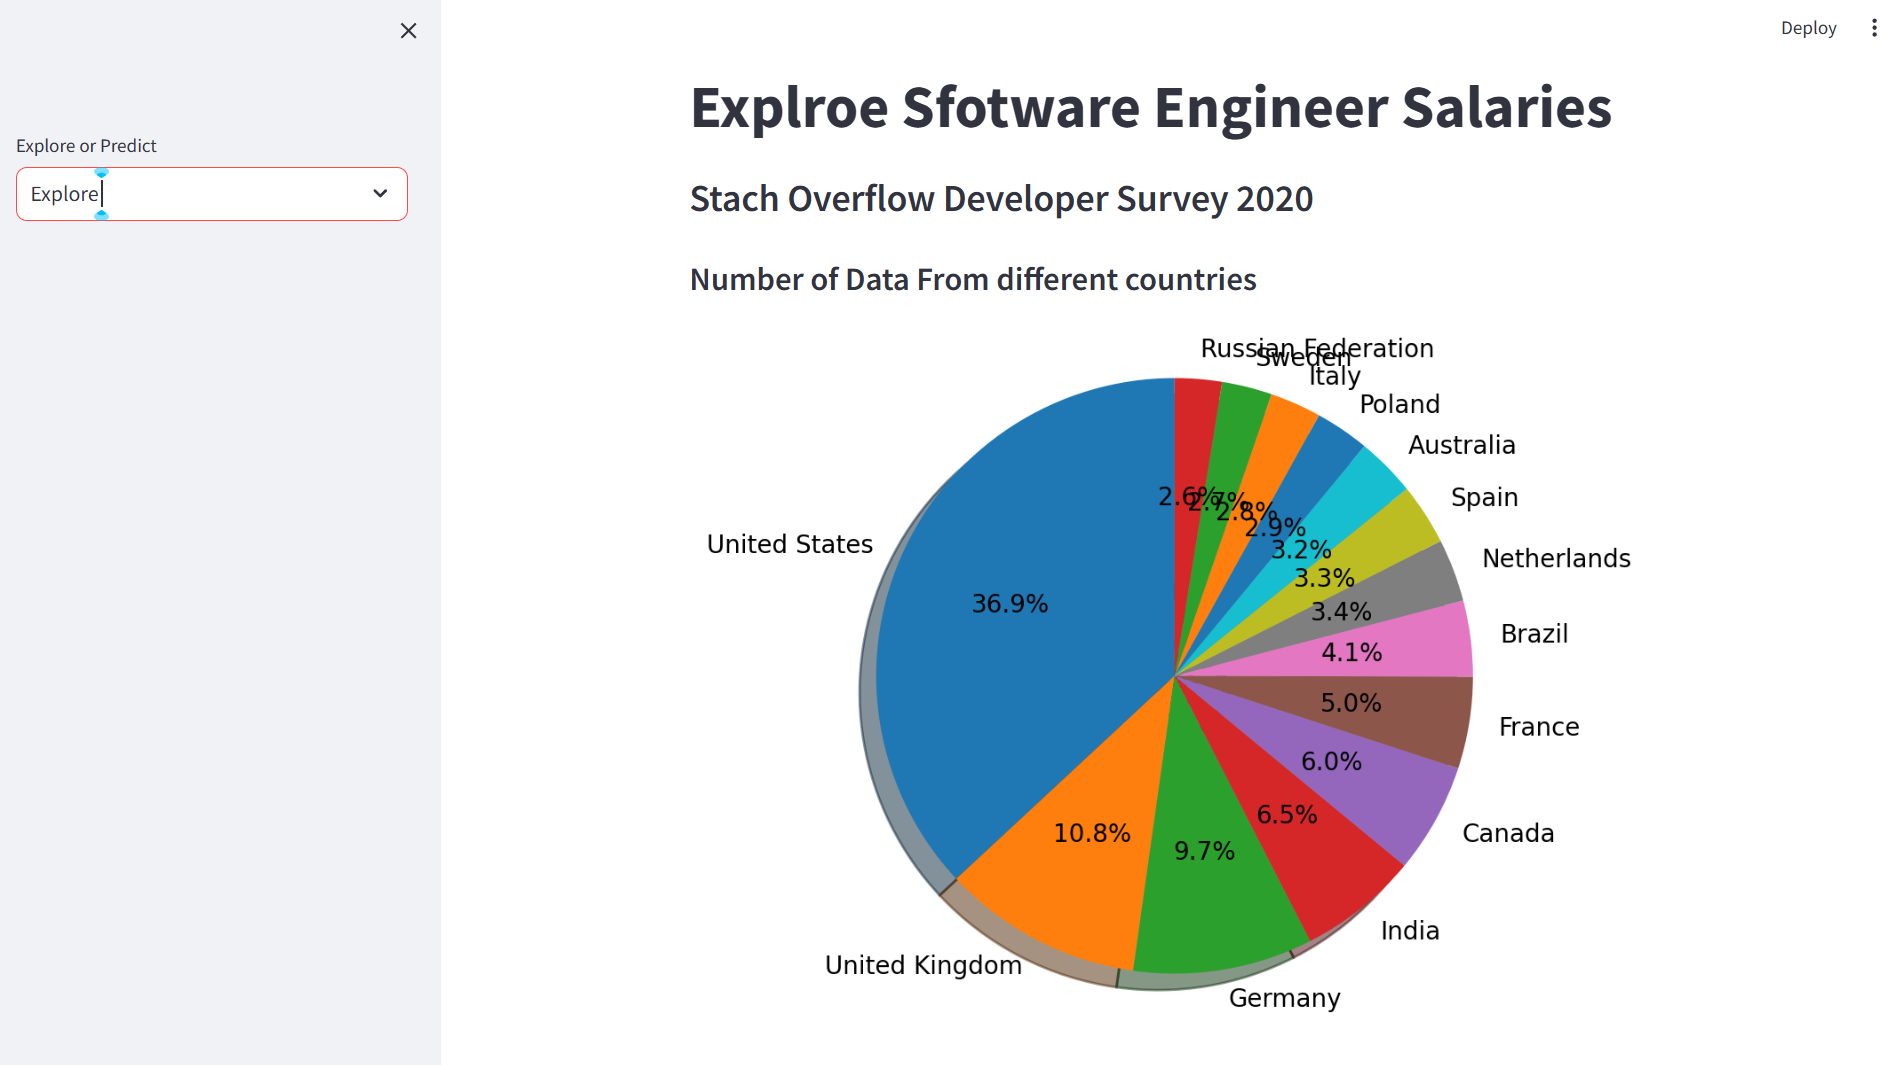 Deploy
Explore or Predict
Explore
Explroe Sfotware Engineer Salaries
Stach Overflow Developer Survey 2020
Number of Data From different countries
Russian Federation
Sweden
Italy
Poland
Australia
Spain
Netherlands
Brazil
France
Canada
India
Germany
United Kingdom
United States
2.6%
2.7%
2.8%
2.9%
3.2%
3.3%
3.4%
4.1%
5.0%
6.0%
6.5%
9.7%
10.8%
36.9%